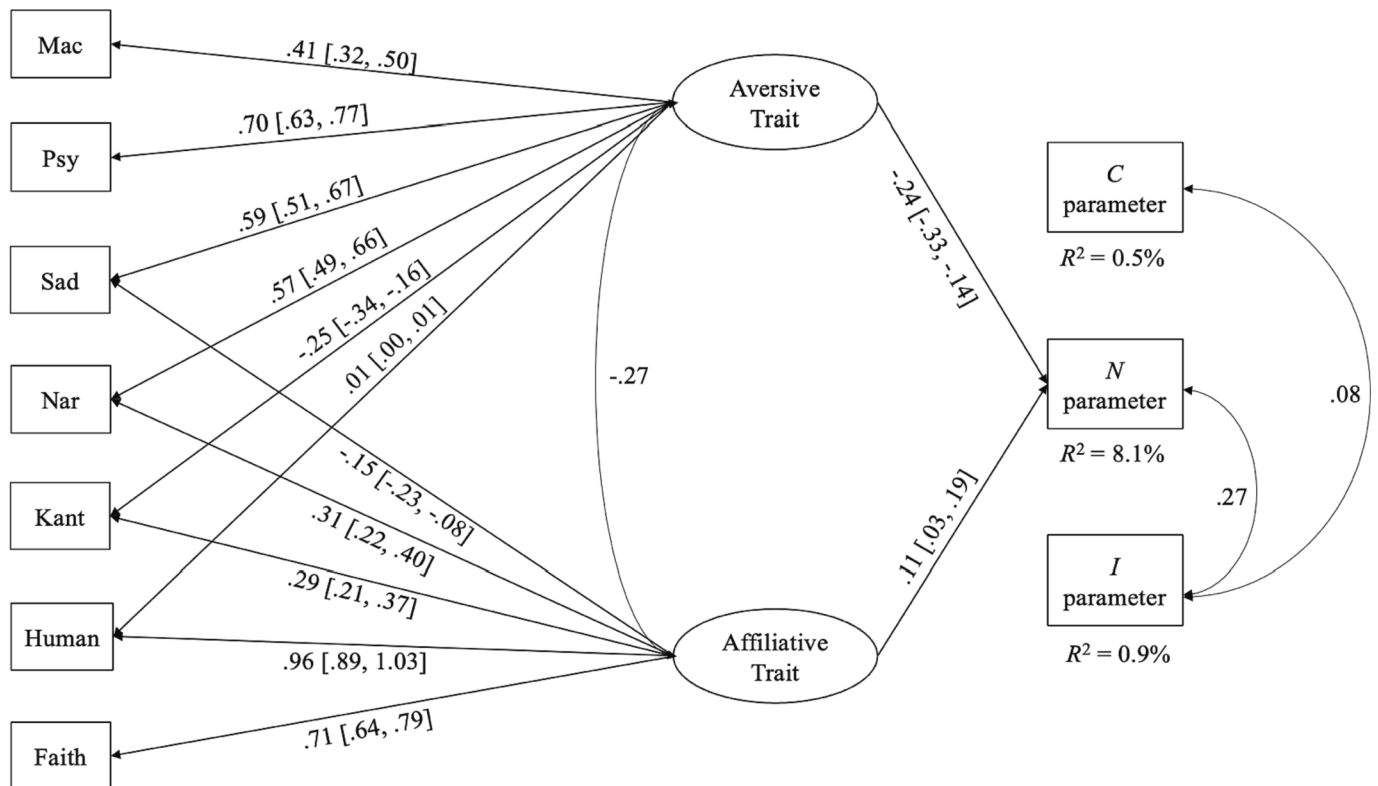 Mac
Psy
Sad
Nar
Kant
Human
Faith
.41 [.32, .50]
.70 [.63, .77]
.59 [.51, .67]
.57 [.49, .66]
-.25 [-.34, -.16]
.01 [.00, .01]
-.15 [-.23, -.08]
.31 [.22, .40]
.29 [.21, .37]
.96 [.89, 1.03]
.71 [.64, .79]
Aversive
Trait
-.27
Affiliative
Trait
-.24 [-.33, -.14]
.11 [.03, .19]
C
parameter
R² = 0.5%
N
parameter
R² = 8.1%
I
parameter
R² = 0.9%
.27
.08